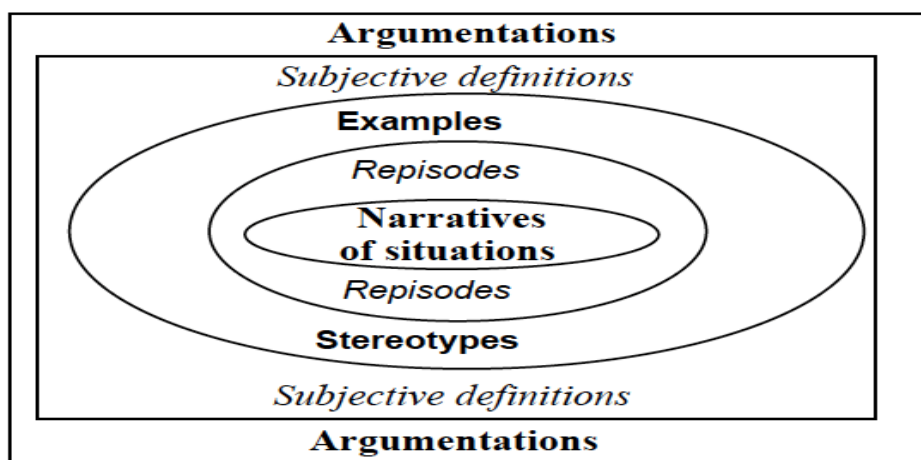 Argumentations
Subjective definitions
Examples
Repisodes
Narratives
of situations
Repisodes
Stereotypes
Subjective definitions
Argumentations